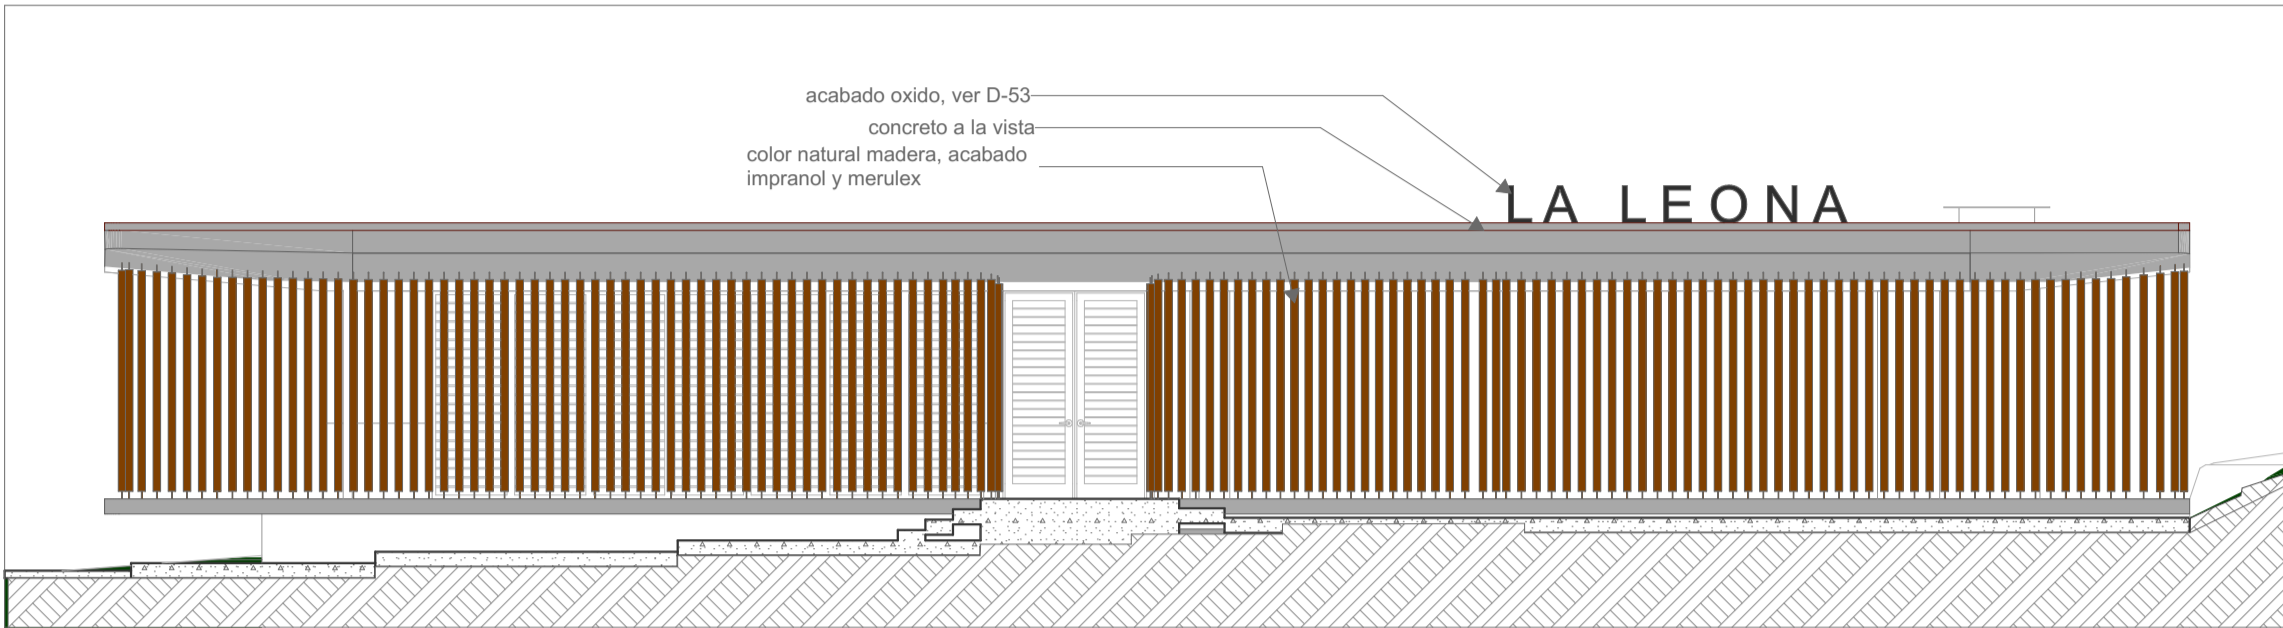 acabado oxido, ver D-53
concreto a la vista
color natural madera, acabado
impranol y merulex
LA LEONA